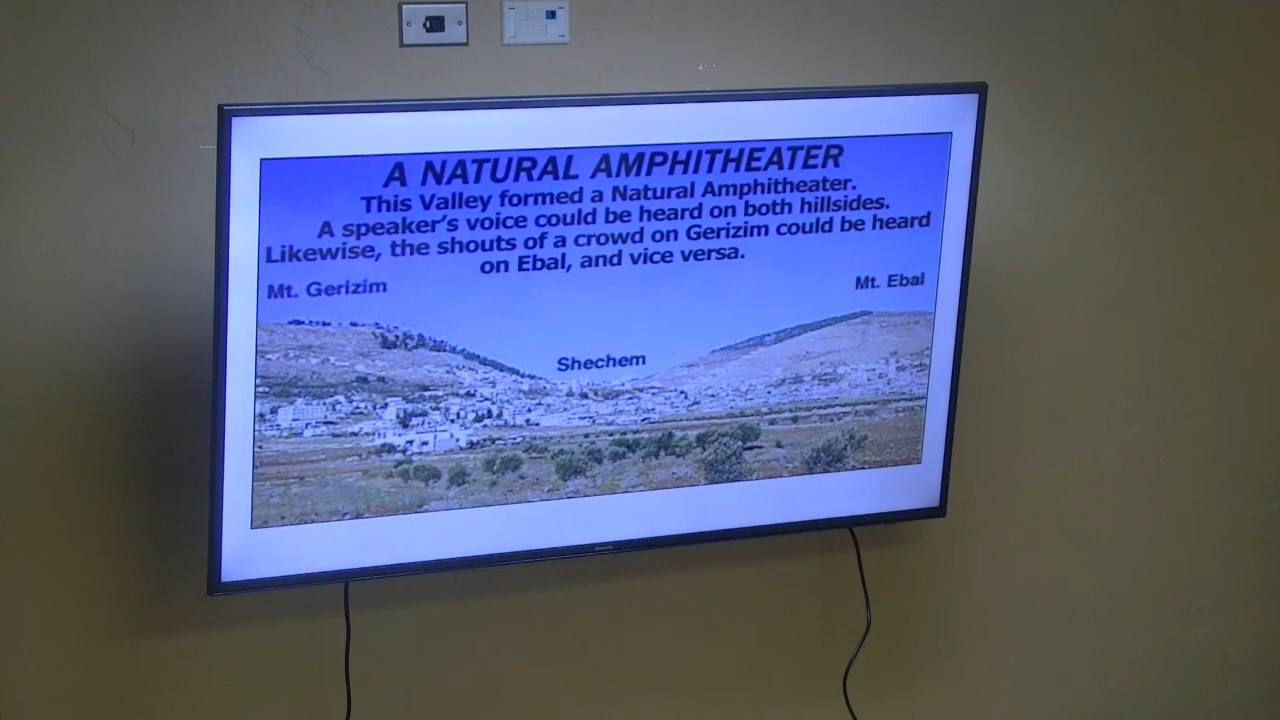 A NATURAL AMPHITHEATER
This Valley formed a Natural Amphitheater.
A speaker's voice could be heard on both hillsides.
Likewise, the shouts of a crowd on Gerizim could be heard
on Ebal, and vice versa.
Mt. Gerizim
Mt. Ebal
Shechem
SAMSUNG